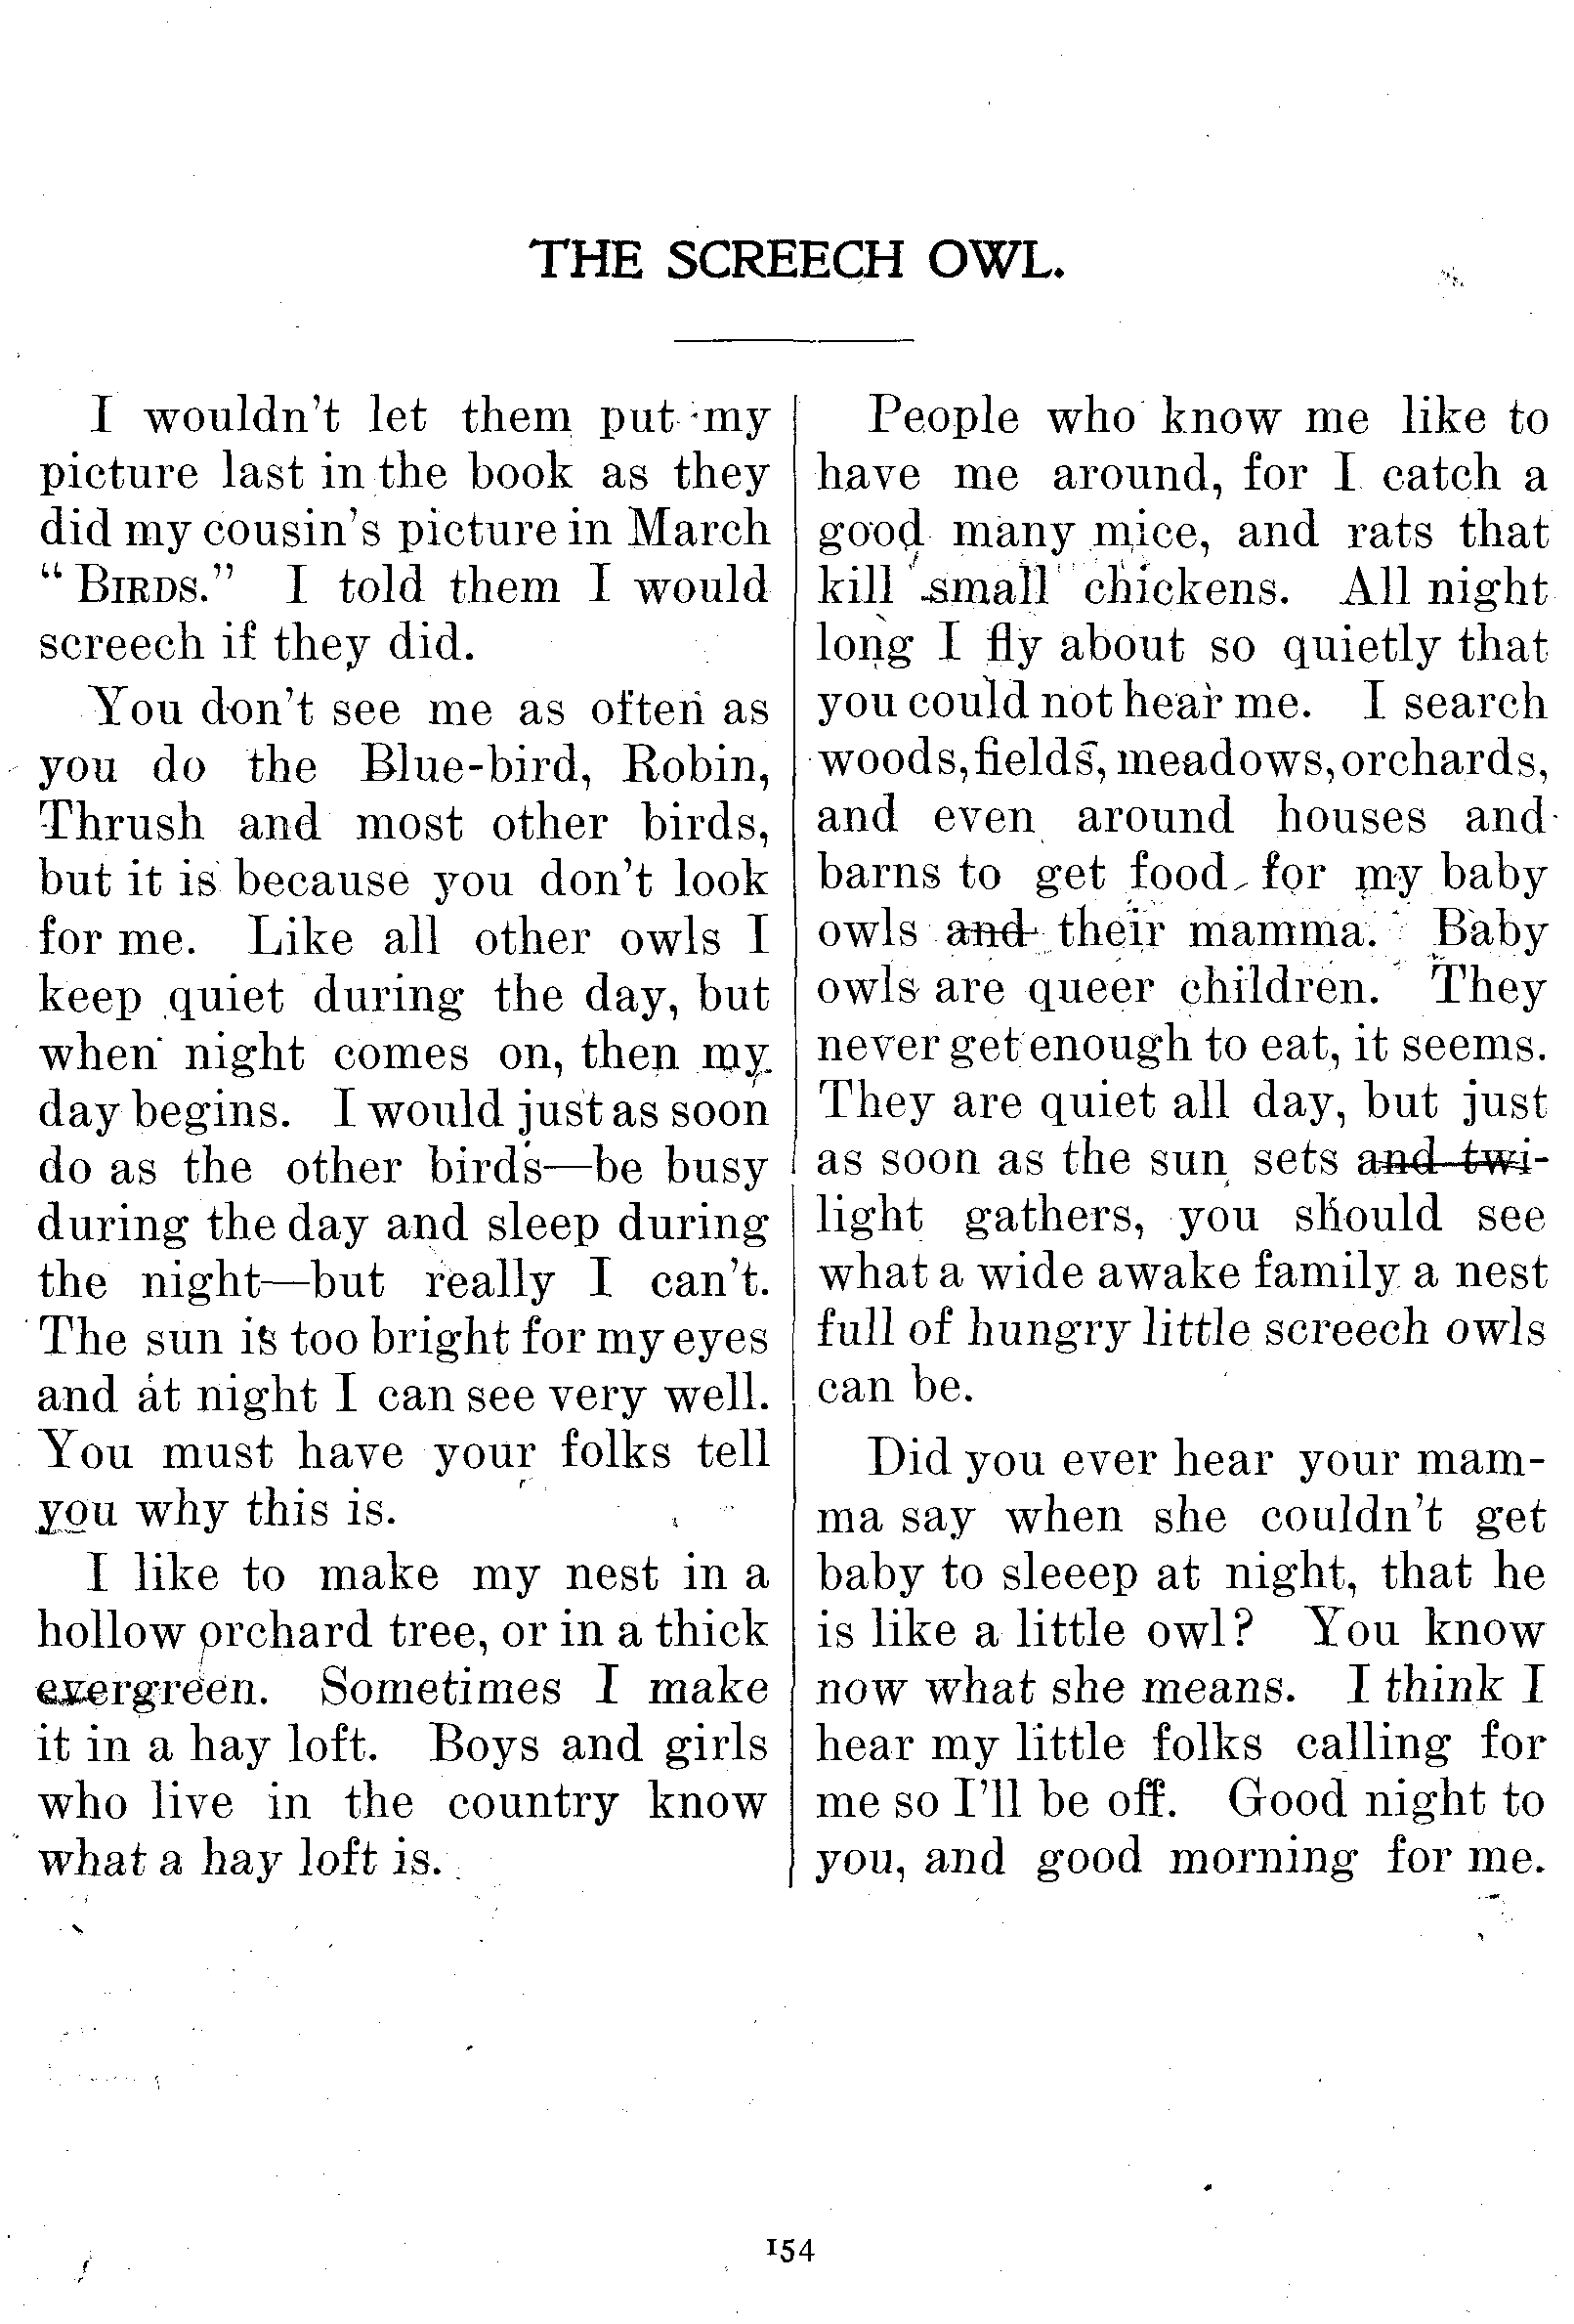 THE SCREECH OWL.
I wouldn't let them put my
picture last in the book as they
did my cousin's picture in March
“BIRDS.” I told them I would
screech if they did.
You don't see me as often as
you do the Blue-bird, Robin,
Thrush and most other birds,
but it is because you don't look
for me. Like all other owls I
keep quiet during the day, but
when night comes on, then my
day begins. I would just as soon
do as the other birds—be busy
during the day and sleep during
the night—but really I can't.
The sun is too bright for my eyes
and at night I can see very well.
You must have your folks tell
you why this is.
I like to make my nest in a
hollow orchard tree, or in a thick
evergreen. Sometimes I make
it in a hay loft. Boys and girls
who live in the country know
what a hay loft is.
People who know me like to
have me around, for I catch a
good many mice, and rats that
kill small chickens. All night
long I fly about so quietly that
you could not hear me. I search
woods, fields, meadows, orchards,
and even around houses and
barns to get food for my baby
owls and their mamma. Baby
owls are queer children. They
never get enough to eat, it seems.
They are quiet all day, but just
as soon as the sun sets and twi-
light gathers, you should see
what a wide awake family a nest
full of hungry little screech owls
can be.
Did you ever hear your mam-
ma say when she couldn't get
baby to sleeep at night, that he
is like a little owl? You know
now what she means. I think I
hear my little folks calling for
me so I'll be off. Good night to
you, and good morning for me.
154